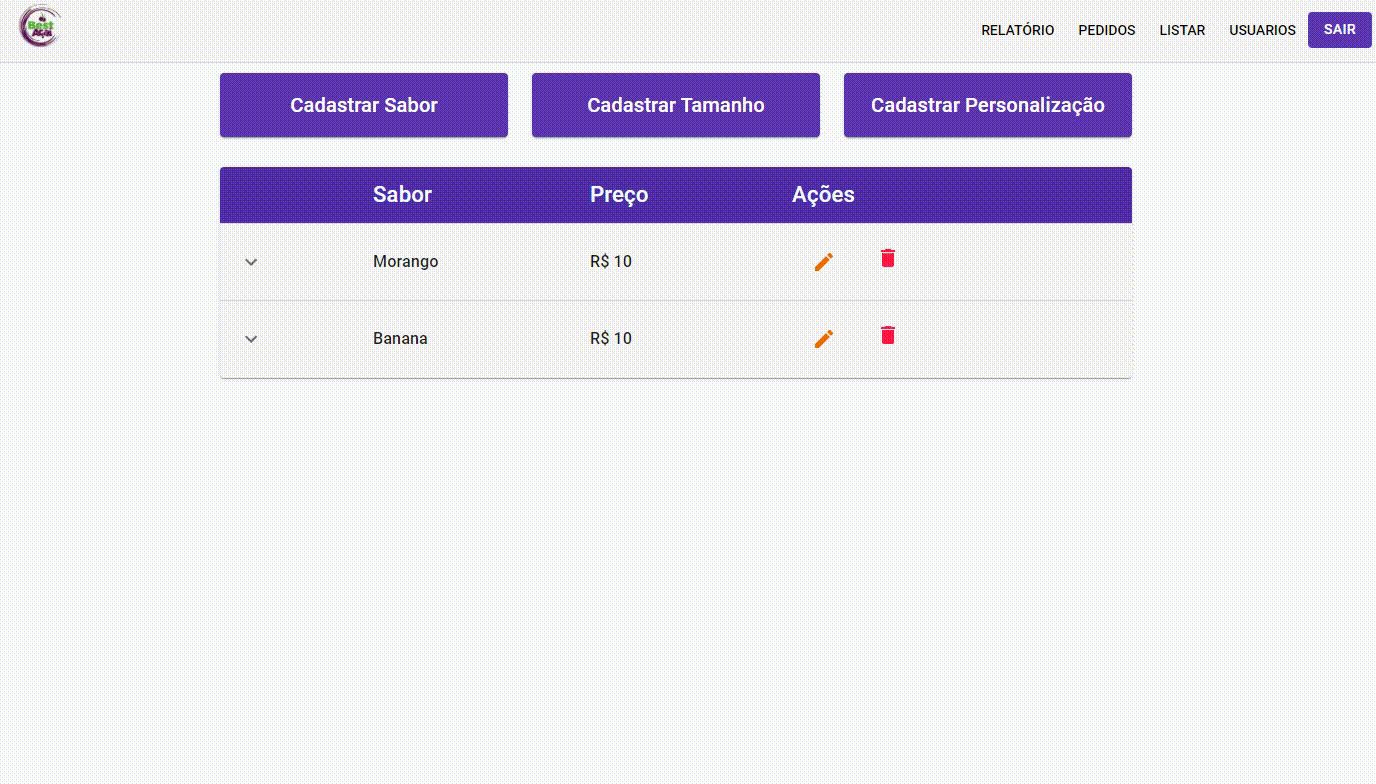 Best
Açaí
RELATÓRIO PEDIDOS LISTAR USUARIOS SAIR
Cadastrar Sabor Cadastrar Tamanho Cadastrar Personalização
Sabor Preço Ações
Morango R$ 10
Banana R$ 10